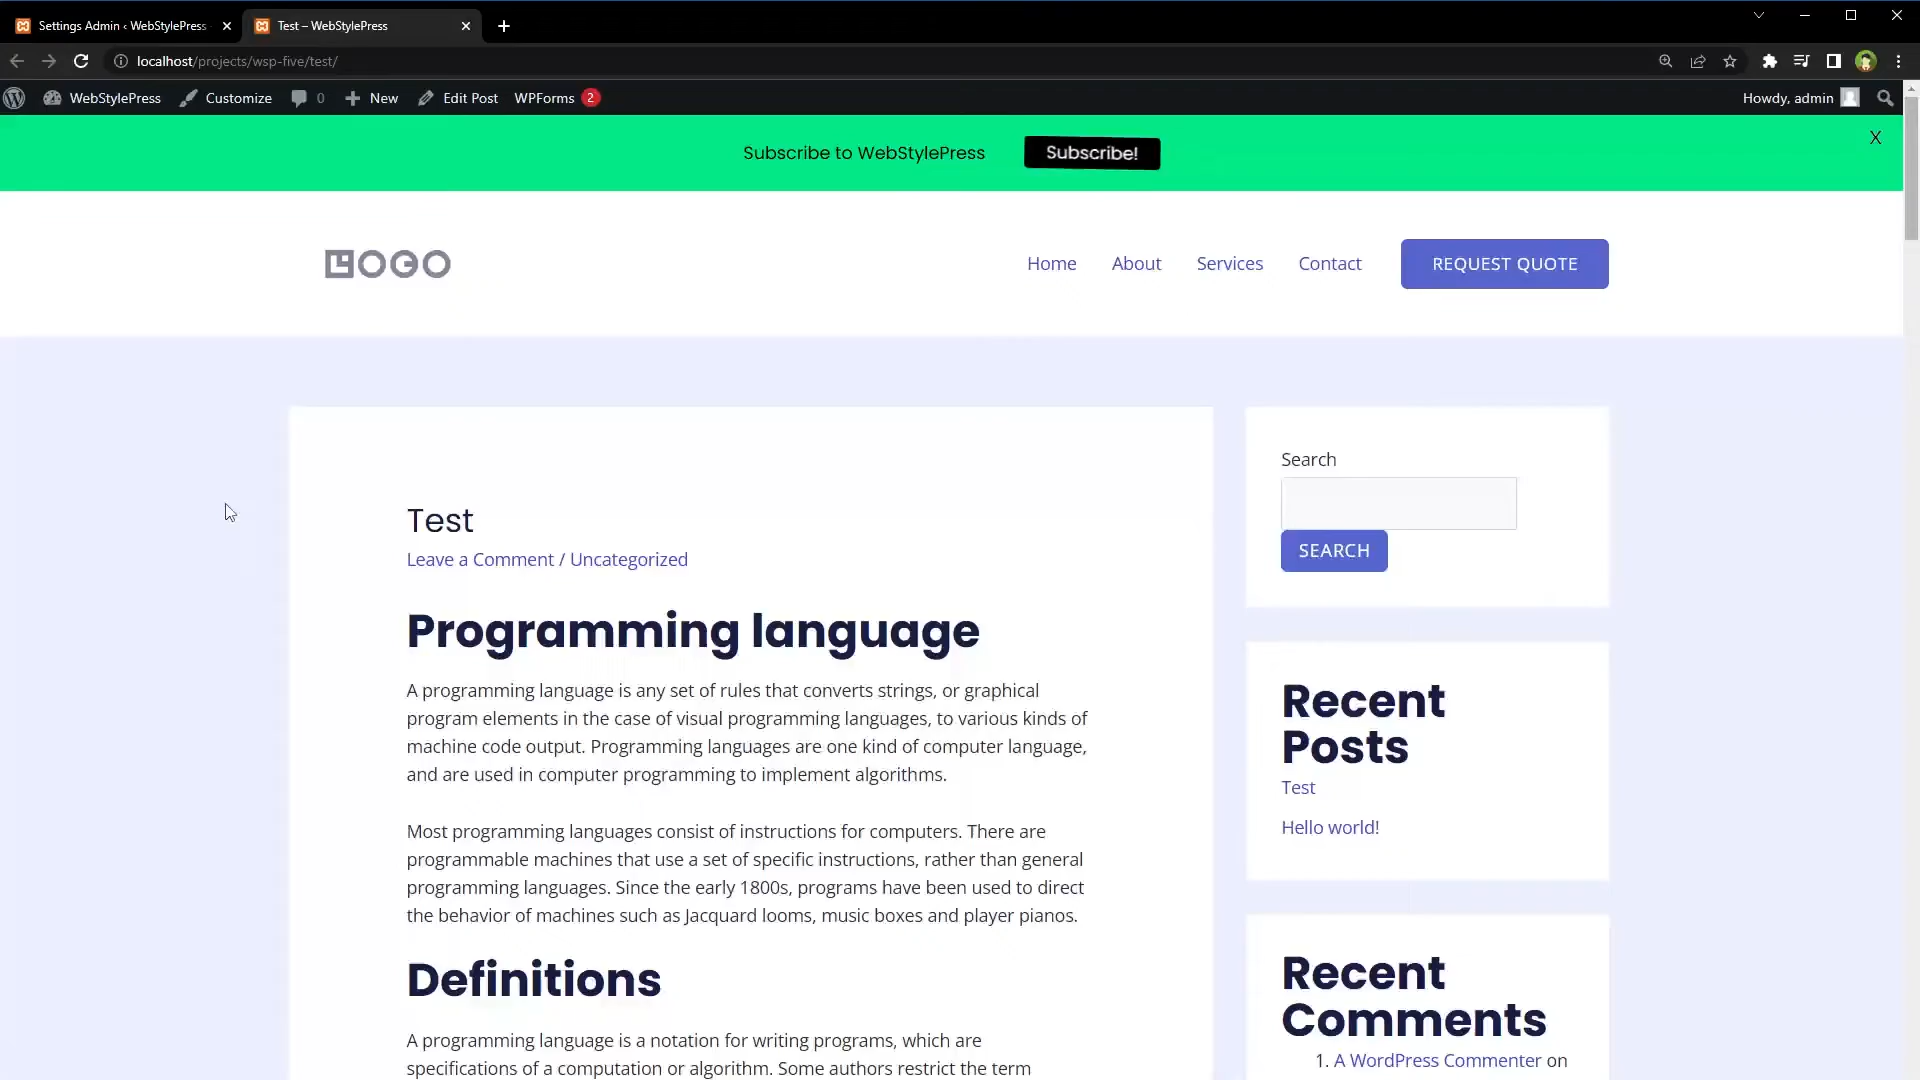 Settings Admin ‹ WebStylePress
Test – WebStylePress
localhost/projects/wsp-five/test/
WebStylePress Customize 0 New Edit Post WPForms 2 Howdy, admin
Subscribe to WebStylePress Subscribe! X
LOGO Home About Services Contact REQUEST QUOTE
Test
Leave a Comment / Uncategorized
Programming language
A programming language is any set of rules that converts strings, or graphical
program elements in the case of visual programming languages, to various kinds of
machine code output. Programming languages are one kind of computer language,
and are used in computer programming to implement algorithms.
Most programming languages consist of instructions for computers. There are
programmable machines that use a set of specific instructions, rather than general
programming languages. Since the early 1800s, programs have been used to direct
the behavior of machines such as Jacquard looms, music boxes and player pianos.
Definitions
A programming language is a notation for writing programs, which are
specifications of a computation or algorithm. Some authors restrict the term
Search
SEARCH
Recent
Posts
Test
Hello world!
Recent
Comments
1. A WordPress Commenter on